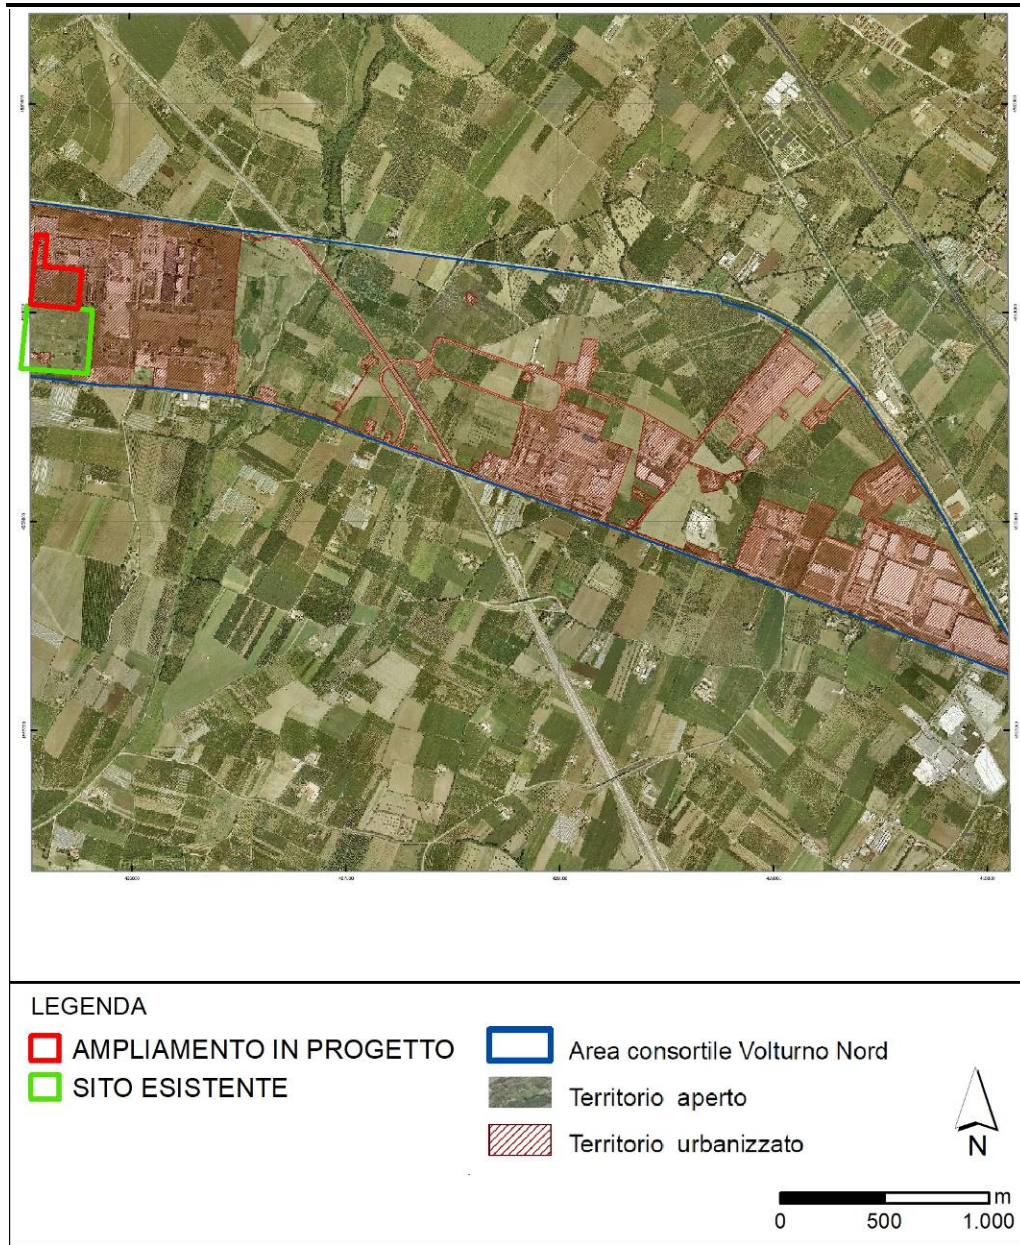 LEGENDA
AMPLIAMENTO IN PROGETTO
SITO ESISTENTE
Area consortile Volturno Nord
Territorio aperto
Territorio urbanizzato
N
m
0 500 1.000